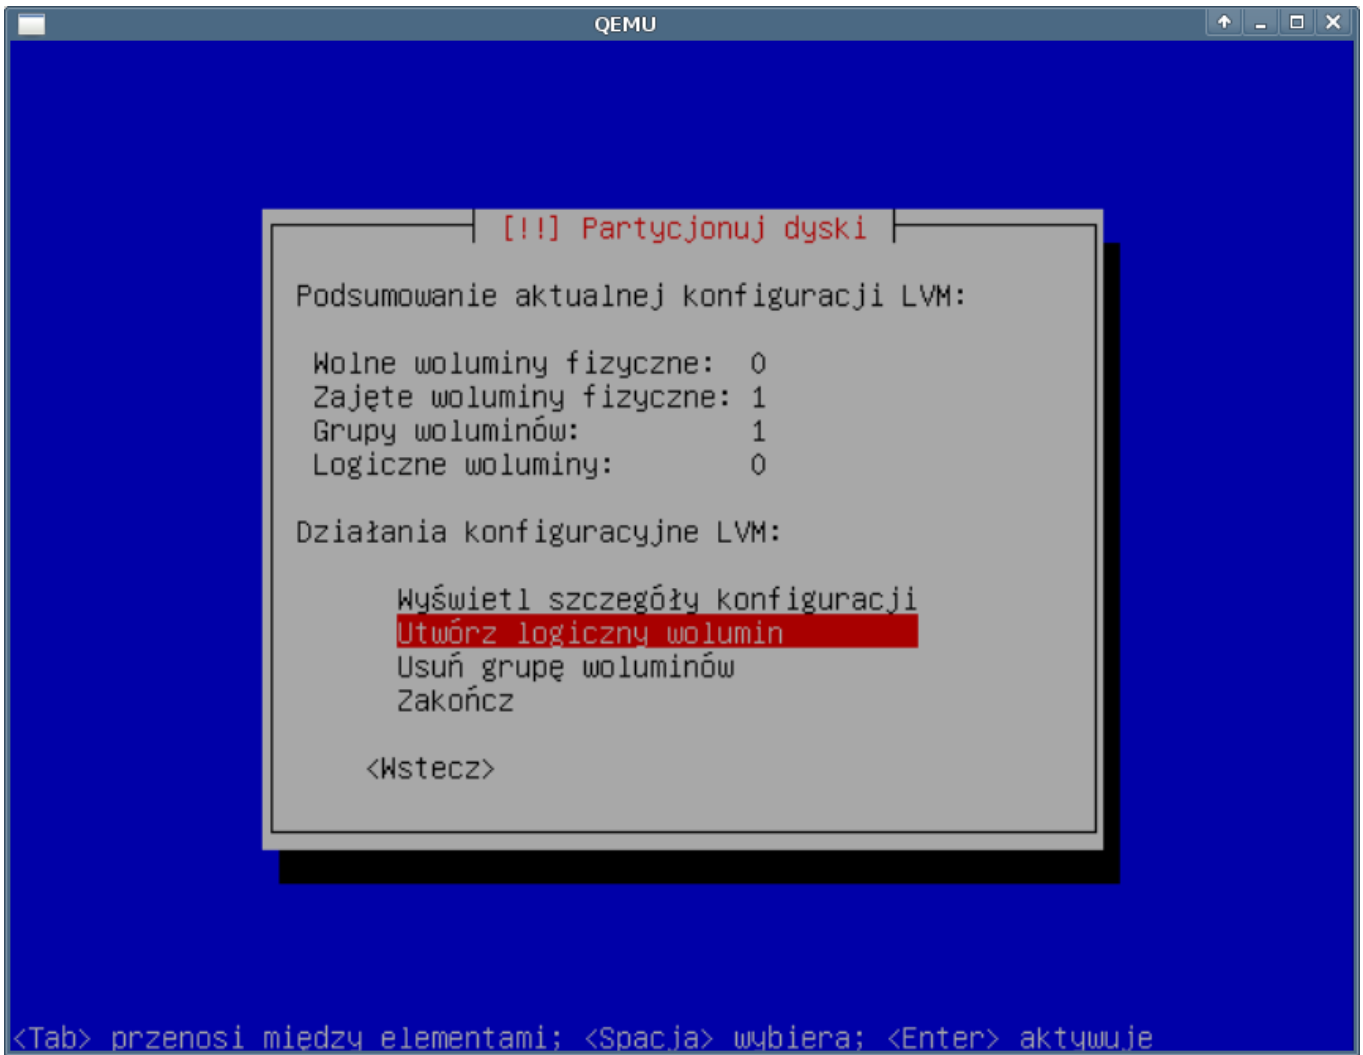 QEMU
[!!] Partycjonuj dyski
Podsumowanie aktualnej konfiguracji LVM:
Wolne woluminy fizyczne: 0
Zajęte woluminy fizyczne: 1
Grupy woluminów: 1
Logiczne woluminy: 0
Działania konfiguracyjne LVM:
Wyświetl szczegóły konfiguracji
Utwórz logiczny wolumin
Usuń grupę woluminów
Zakończ
<Wstecz>
<Tab> przenosi między elementami; <Spacja> wybiera; <Enter> aktywuje